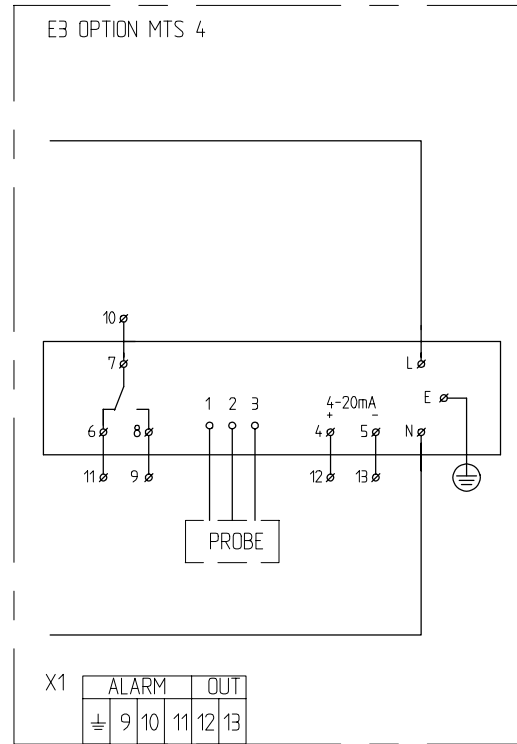 E3 OPTION MTS 4
10
7
L
1 2 3
4-20mA
E
+ -
6 8
4 5 N
11 9
12 13
PROBE
X1
ALARM OUT
9 10 11 12 13